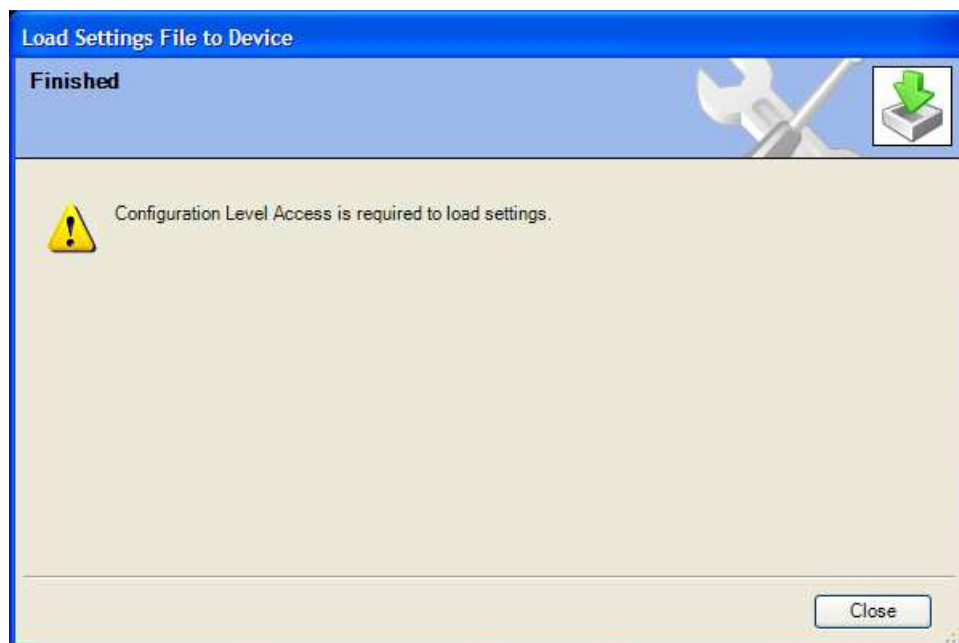 Load Settings File to Device
Finished
Configuration Level Access is required to load settings.
Close